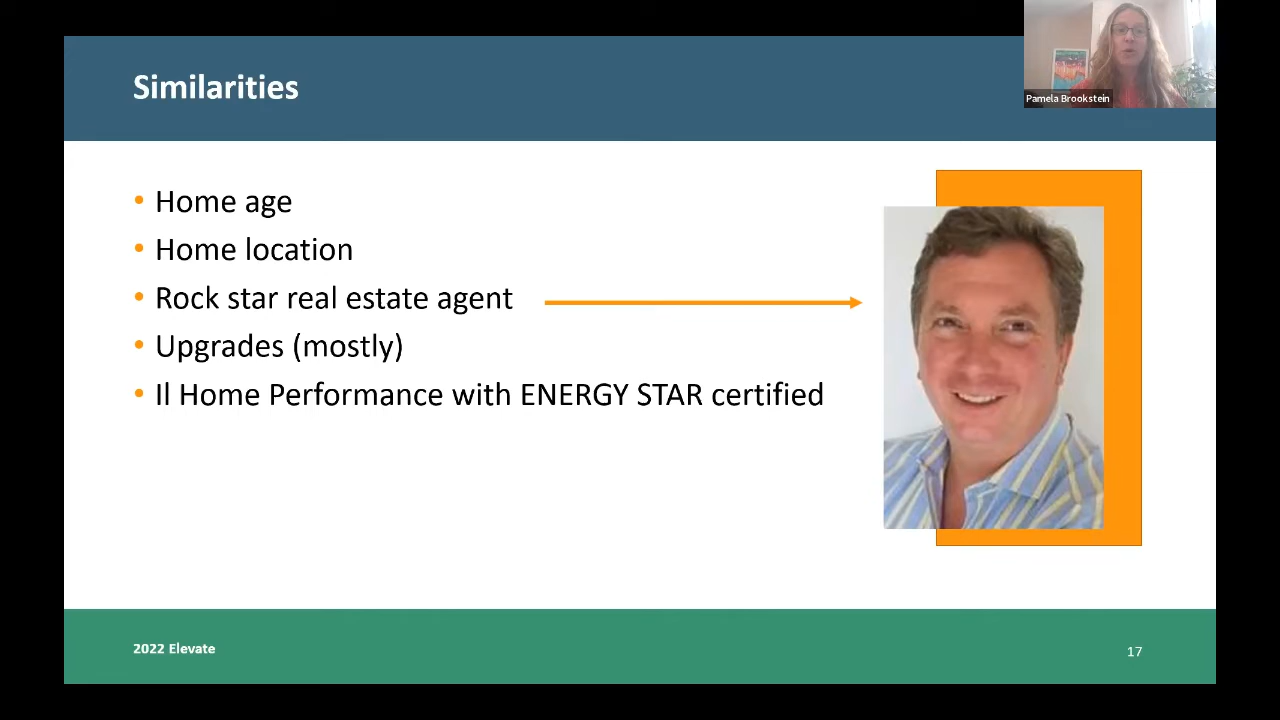 Similarities
Pamela Brookstein
• Home age
• Home location
• Rock star real estate agent
• Upgrades (mostly)
• Il Home Performance with ENERGY STAR certified
2022 Elevate
17